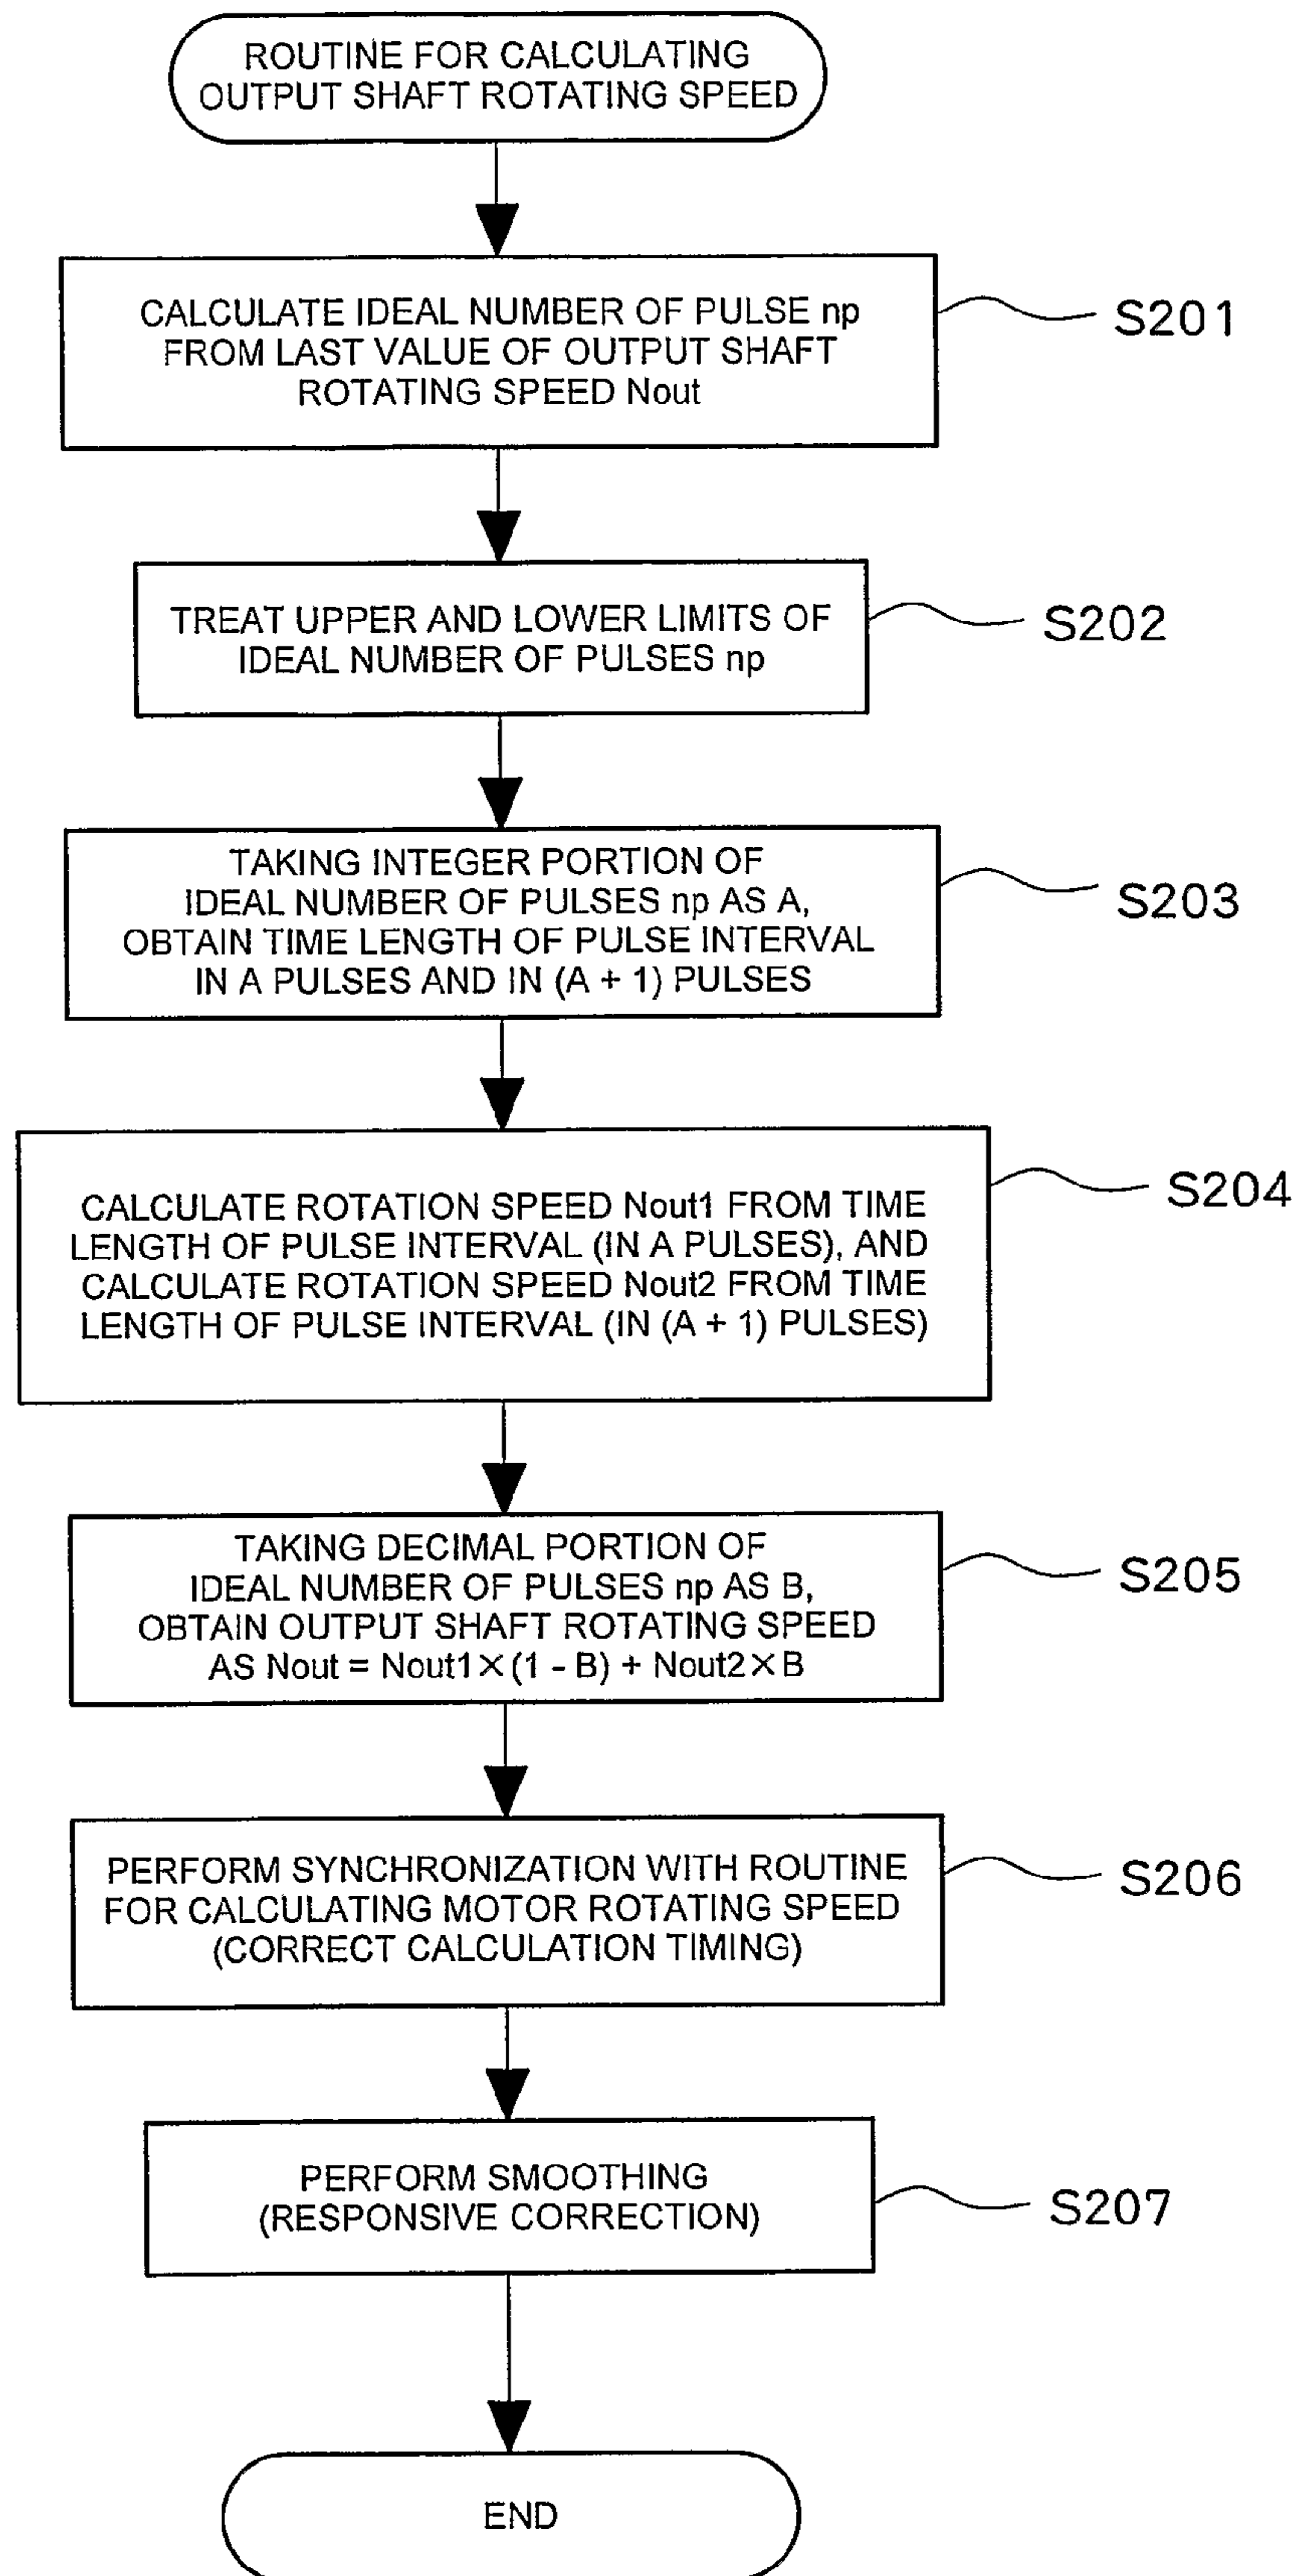 ROUTINE FOR CALCULATING
OUTPUT SHAFT ROTATING SPEED
CALCULATE IDEAL NUMBER OF PULSE np
FROM LAST VALUE OF OUTPUT SHAFT
ROTATING SPEED Nout
S201
TREAT UPPER AND LOWER LIMITS OF
IDEAL NUMBER OF PULSES np
S202
TAKING INTEGER PORTION OF
IDEAL NUMBER OF PULSES np AS A,
OBTAIN TIME LENGTH OF PULSE INTERVAL
IN A PULSES AND IN (A + 1) PULSES
S203
CALCULATE ROTATION SPEED Nout1 FROM TIME
LENGTH OF PULSE INTERVAL (IN A PULSES), AND
CALCULATE ROTATION SPEED Nout2 FROM TIME
LENGTH OF PULSE INTERVAL (IN (A + 1) PULSES)
S204
TAKING DECIMAL PORTION OF
IDEAL NUMBER OF PULSES np AS B,
OBTAIN OUTPUT SHAFT ROTATING SPEED
AS Nout = Nout1×(1 - B) + Nout2×B
S205
PERFORM SYNCHRONIZATION WITH ROUTINE
FOR CALCULATING MOTOR ROTATING SPEED
(CORRECT CALCULATION TIMING)
S206
PERFORM SMOOTHING
(RESPONSIVE CORRECTION)
S207
END